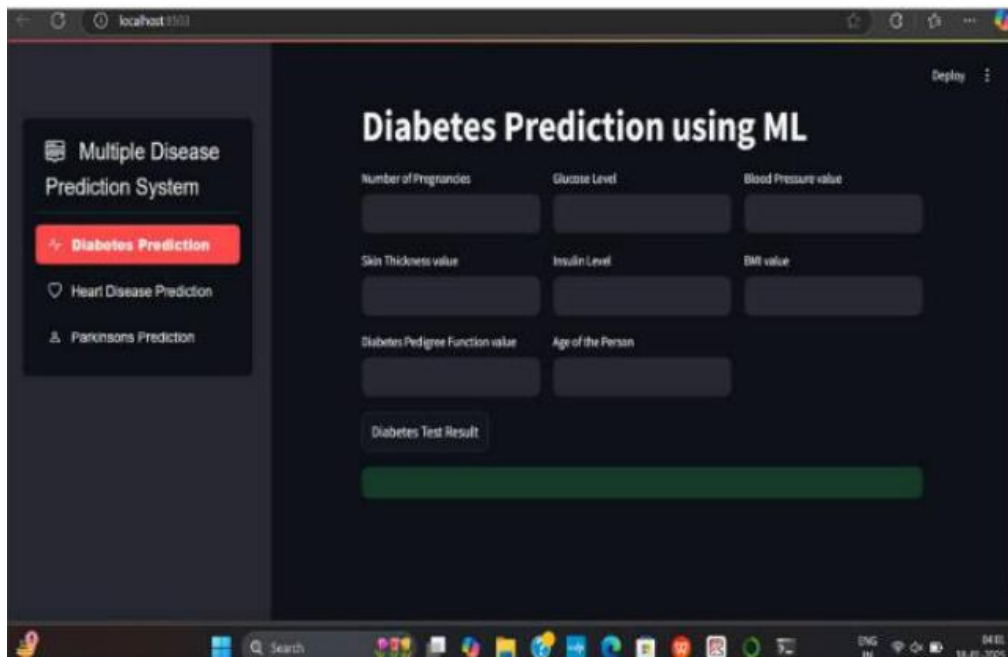 localhost
Deploy
Multiple Disease
Prediction System
Diabetes Prediction
Heart Disease Prediction
Parkinsons Prediction
Diabetes Prediction using ML
Number of Pregnancies
Glucose Level
Blood Pressure value
Skin Thickness value
Insulin Level
BMI value
Diabetes Pedigree Function value
Age of the Person
Diabetes Test Result
Search
ENG
IN